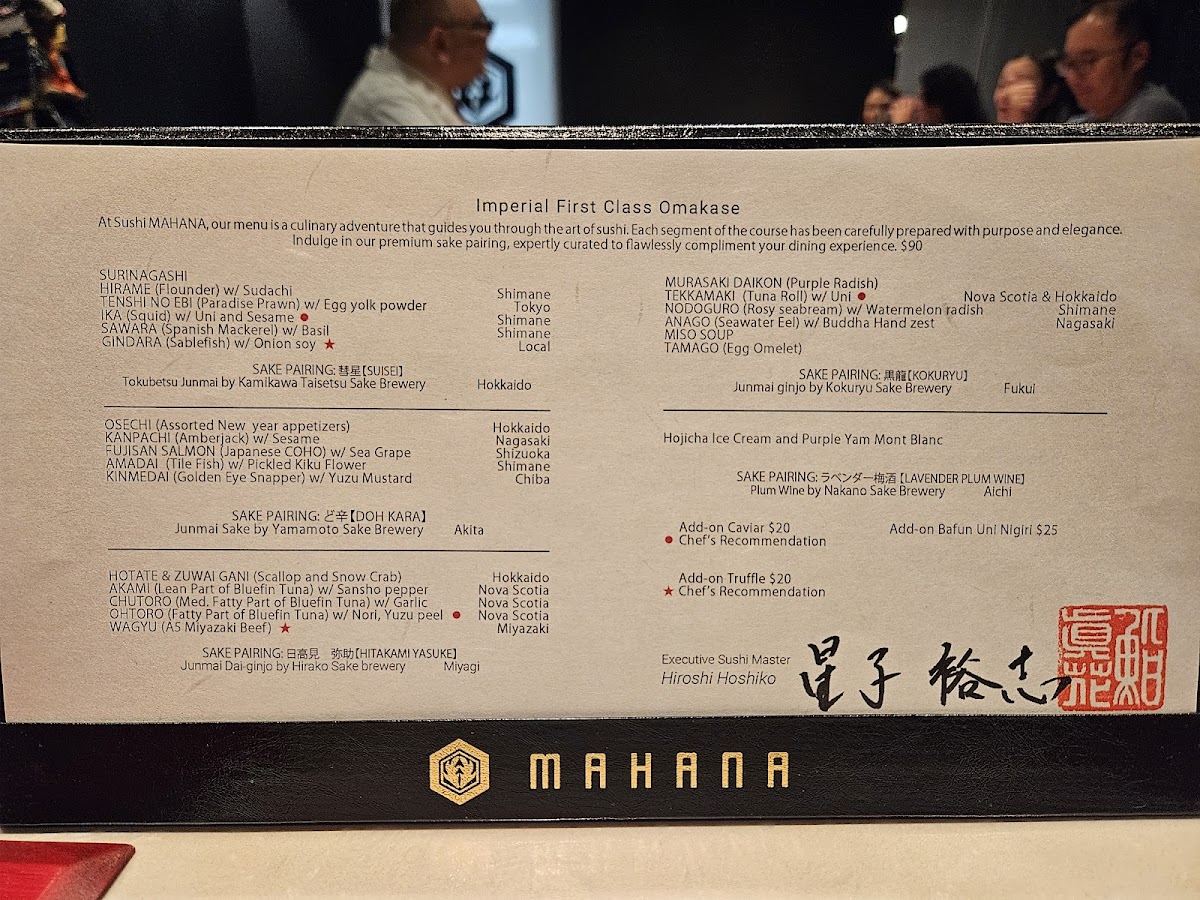 Imperial First Class Omakase
At Sushi MAHANA, our menu is a culinary adventure that guides you through the art of sushi. Each segment of the course has been carefully prepared with purpose and elegance.
Indulge in our premium sake pairing, expertly curated to flawlessly compliment your dining experience. $90
SURINAGASHI
HIRAME (Flounder) w/ Sudachi Shimane
TENSHI NO EBI (Paradise Prawn) w/ Egg yolk powder Tokyo
IKA (Squid) w/ Uni and Sesame ● Shimane
SAWARA (Spanish Mackerel) w/ Basil Shimane
GINDARA (Sablefish) w/ Onion soy ★ Local
SAKE PAIRING: 彗星【SUISEI】
Tokubetsu Junmai by Kamikawa Taisetsu Sake Brewery Hokkaido
OSECHI (Assorted New year appetizers) Hokkaido
KANPACHI (Amberjack) w/ Sesame Nagasaki
FUJISAN SALMON (Japanese COHO) w/ Sea Grape Shizuoka
AMADAI (Tile Fish) w/ Pickled Kiku Flower Shimane
KINMEDAI (Golden Eye Snapper) w/ Yuzu Mustard Chiba
SAKE PAIRING: ど辛【DOH KARA】
Junmai Sake by Yamamoto Sake Brewery Akita
HOTATE & ZUWAI GANI (Scallop and Snow Crab) Hokkaido
AKAMI (Lean Part of Bluefin Tuna) w/ Sansho pepper Nova Scotia
CHUTORO (Med. Fatty Part of Bluefin Tuna) w/ Garlic Nova Scotia
OHTORO (Fatty Part of Bluefin Tuna) w/ Nori, Yuzu peel ● Nova Scotia
WAGYU (A5 Miyazaki Beef) ★ Miyazaki
SAKE PAIRING: 日高見 弥助【HITAKAMI YASUKE】
Junmai Dai-ginjo by Hirako Sake brewery Miyagi
MURASAKI DAIKON (Purple Radish)
TEKKAMAKI (Tuna Roll) w/ Uni ● Nova Scotia & Hokkaido
NODOGURO (Rosy seabream) w/ Watermelon radish Shimane
ANAGO (Seawater Eel) w/ Buddha Hand zest Nagasaki
MISO SOUP
TAMAGO (Egg Omelet)
SAKE PAIRING: 黒龍【KOKURYU】
Junmai ginjo by Kokuryu Sake Brewery Fukui
Hojicha Ice Cream and Purple Yam Mont Blanc
SAKE PAIRING: ラベンダー梅酒【LAVENDER PLUM WINE】
Plum Wine by Nakano Sake Brewery Aichi
Add-on Caviar $20 Add-on Bafun Uni Nigiri $25
● Chef's Recommendation
Add-on Truffle $20
★ Chef's Recommendation
Executive Sushi Master
Hiroshi Hoshiko
星子 裕志
MAHANA